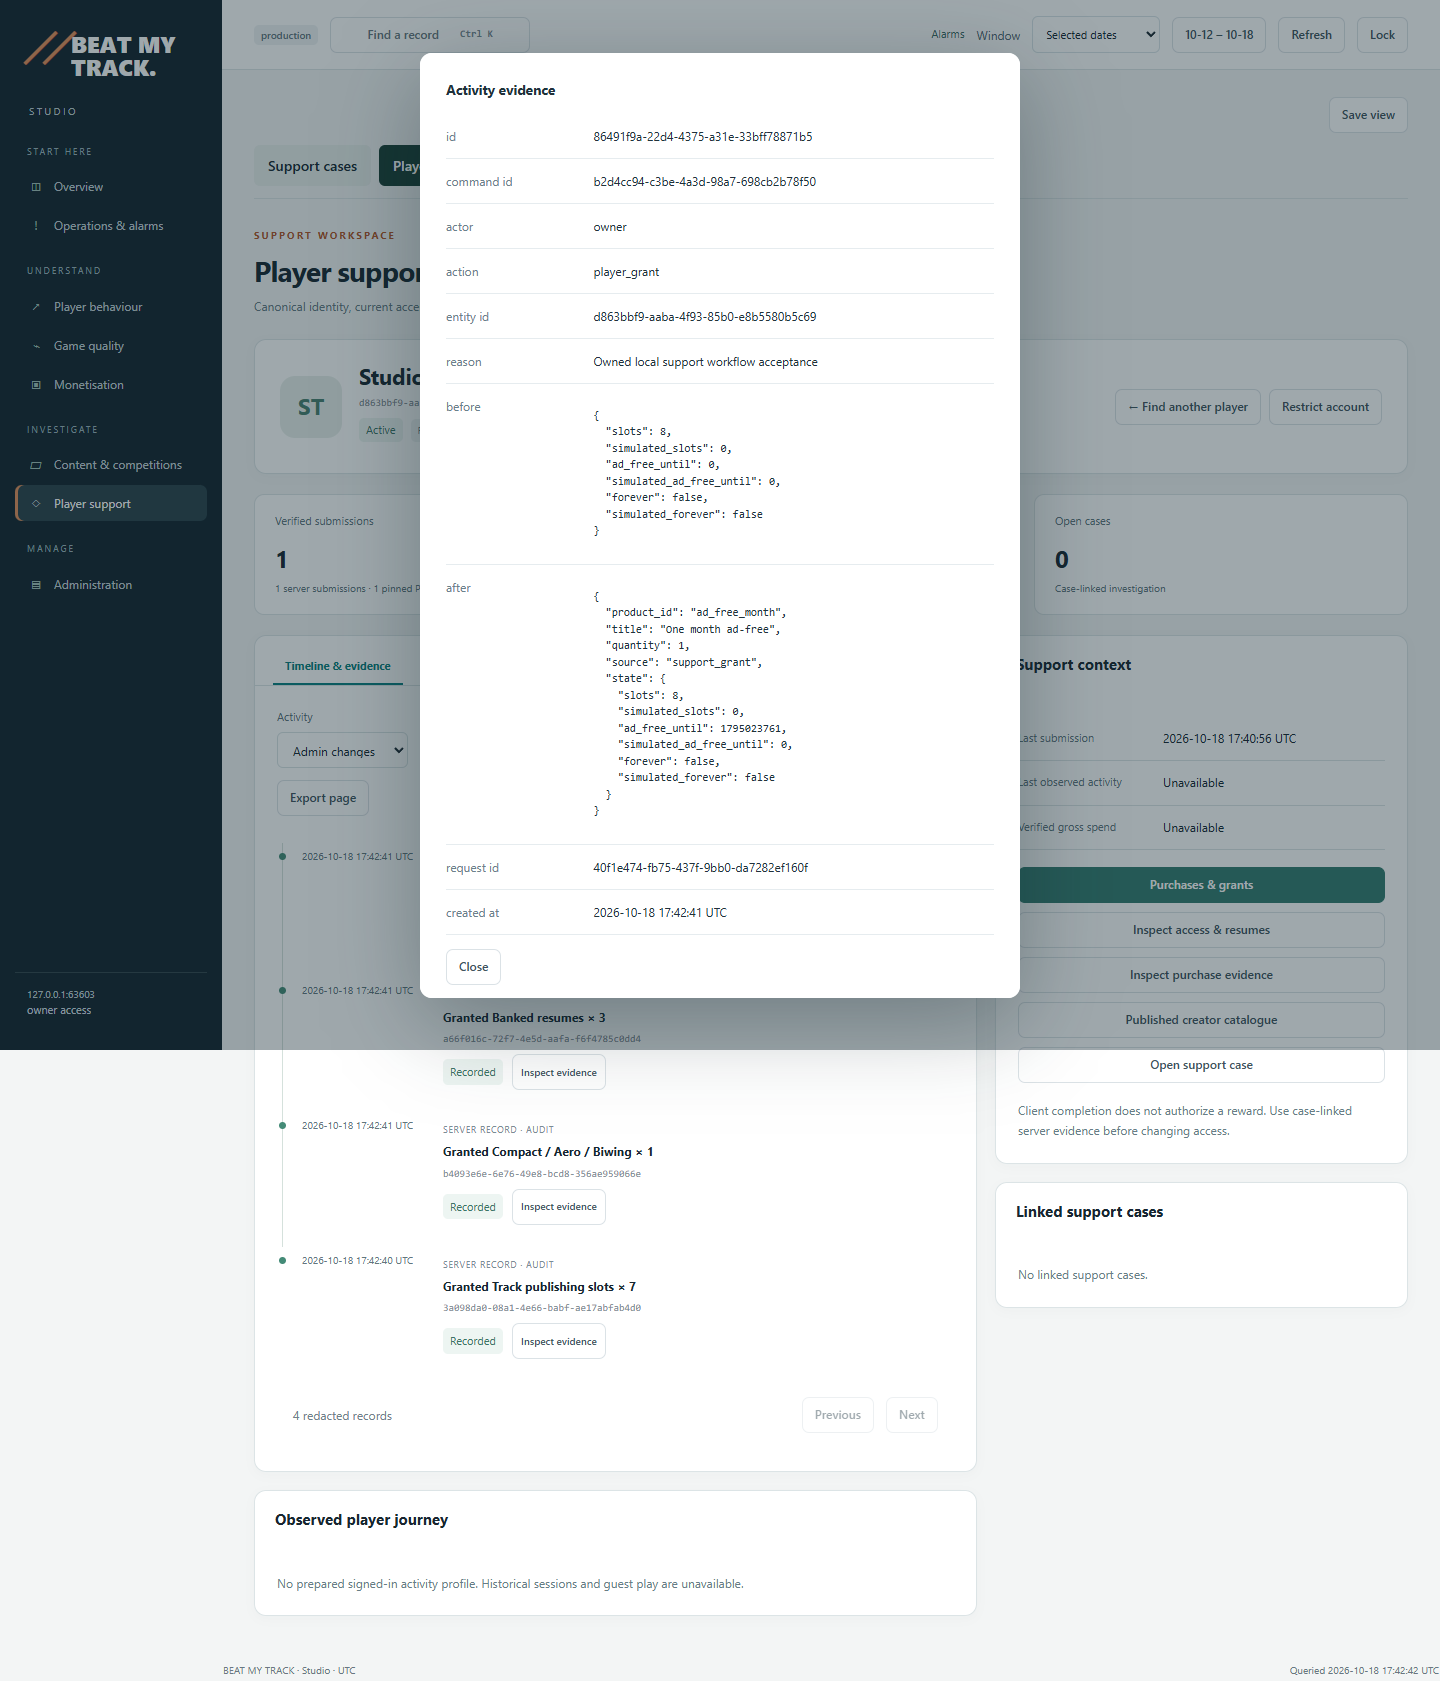 BEAT MY
TRACK.
STUDIO
START HERE
Overview
! Operations & alarms
UNDERSTAND
Player behaviour
Game quality
Monetisation
INVESTIGATE
Content & competitions
Player support
MANAGE
Administration
127.0.0.1:63603
owner access
production
Find a record Ctrl K
Alarms
Window
Selected dates
10-12 – 10-18
Refresh
Lock
Save view
Support cases
SUPPORT WORKSPACE
Canonical identity, current
ST
Active
← Find another player
Restrict account
Verified submissions
1
1 server submissions · 1 pinned
Open cases
0
Case-linked investigation
Timeline & evidence
Activity
Admin changes
Export page
2026-10-18 17:42:41 UTC
2026-10-18 17:42:41 UTC
Granted Banked resumes × 3
a66f016c-72f7-4e5d-aafa-f6f4785c0dd4
Recorded
Inspect evidence
2026-10-18 17:42:41 UTC
SERVER RECORD · AUDIT
Granted Compact / Aero / Biwing × 1
b4093e6e-6e76-49e8-bcd8-356ae959066e
Recorded
Inspect evidence
2026-10-18 17:42:40 UTC
SERVER RECORD · AUDIT
Granted Track publishing slots × 7
3a098da0-08a1-4e66-babf-ae17abfab4d0
Recorded
Inspect evidence
4 redacted records
Previous
Next
Observed player journey
No prepared signed-in activity profile. Historical sessions and guest play are unavailable.
Activity evidence
id 86491f9a-22d4-4375-a31e-33bff78871b5
command id b2d4cc94-c3be-4a3d-98a7-698cb2b78f50
actor owner
action player_grant
entity id d863bbf9-aaba-4f93-85b0-e8b5580b5c69
reason Owned local support workflow acceptance
before
{
"slots": 8,
"simulated_slots": 0,
"ad_free_until": 0,
"simulated_ad_free_until": 0,
"forever": false,
"simulated_forever": false
}
after
{
"product_id": "ad_free_month",
"title": "One month ad-free",
"quantity": 1,
"source": "support_grant",
"state": {
"slots": 8,
"simulated_slots": 0,
"ad_free_until": 1795023761,
"simulated_ad_free_until": 0,
"forever": false,
"simulated_forever": false
}
}
request id 40f1e474-fb75-437f-9bb0-da7282ef160f
created at 2026-10-18 17:42:41 UTC
Close
Support context
Last submission 2026-10-18 17:40:56 UTC
Last observed activity Unavailable
Verified gross spend Unavailable
Purchases & grants
Inspect access & resumes
Inspect purchase evidence
Published creator catalogue
Open support case
Client completion does not authorize a reward. Use case-linked
server evidence before changing access.
Linked support cases
No linked support cases.
BEAT MY TRACK · Studio · UTC
Queried 2026-10-18 17:42:42 UTC